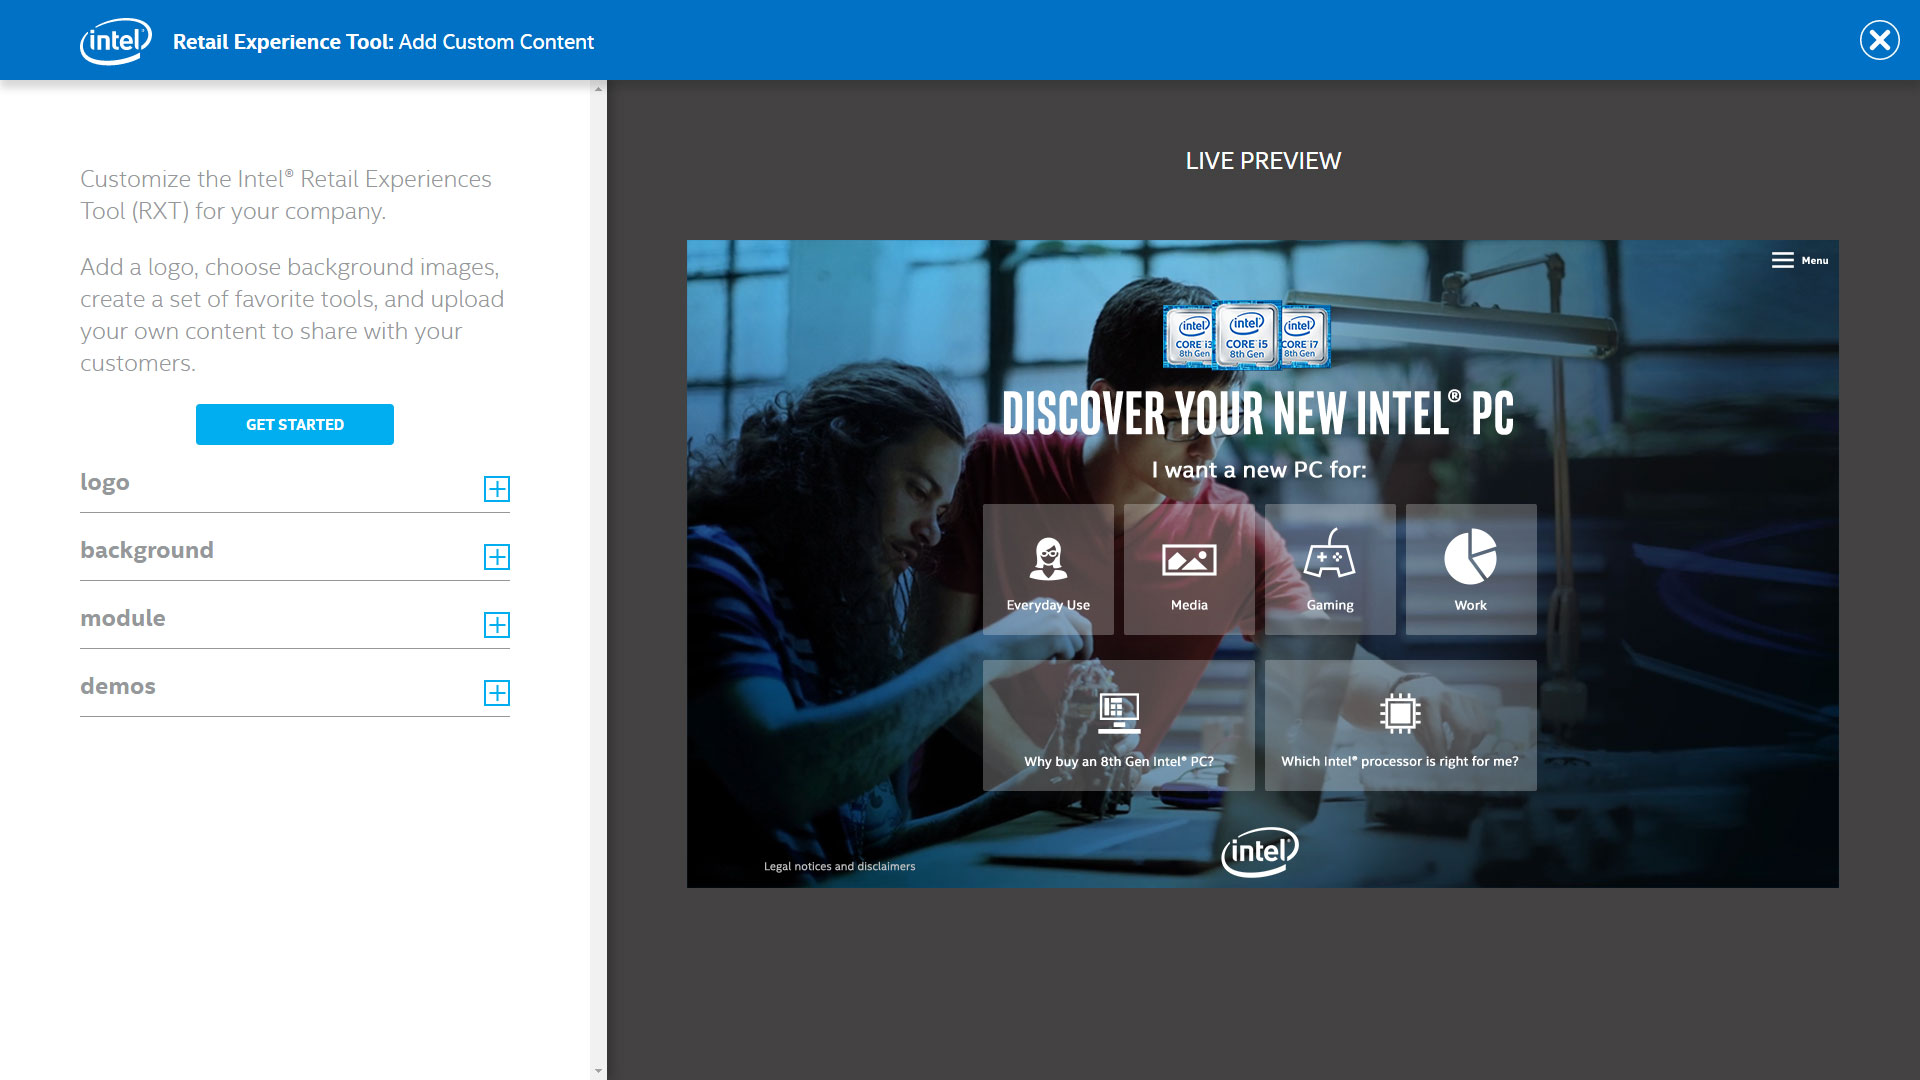 intel
Retail Experience Tool: Add Custom Content
Customize the Intel® Retail Experiences
Tool (RXT) for your company.
Add a logo, choose background images,
create a set of favorite tools, and upload
your own content to share with your
customers.
GET STARTED
logo
background
module
demos
LIVE PREVIEW
Menu
intel
CORE i3
8th Gen
intel
CORE i5
8th Gen
intel
CORE i7
8th Gen
DISCOVER YOUR NEW INTEL® PC
I want a new PC for:
Everyday Use
Media
Gaming
Work
Why buy an 8th Gen Intel® PC?
Which Intel® processor is right for me?
Legal notices and disclaimers
intel